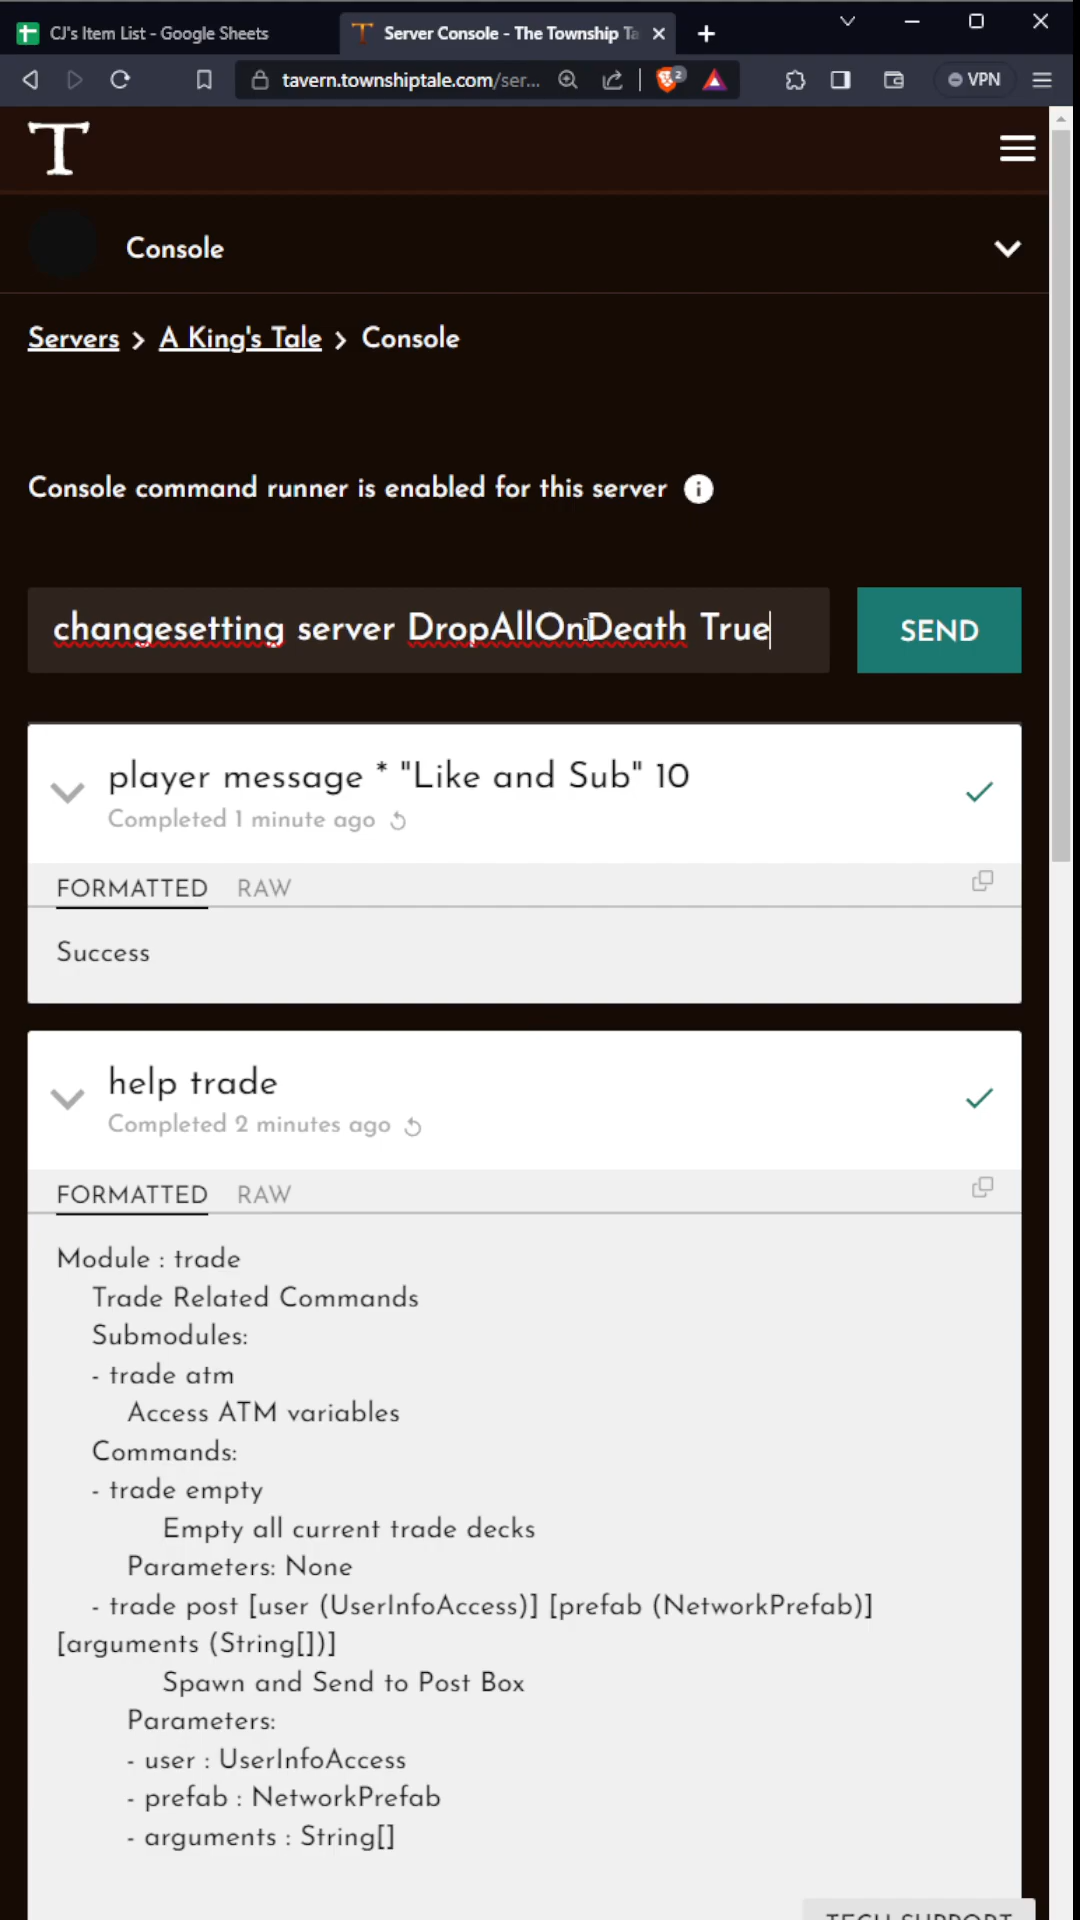 CJ's Item List - Google Sheets
Server Console - The Township Ta
tavern.townshiptale.com/ser...
2
VPN
T
Console
Servers > A King's Tale > Console
Console command runner is enabled for this server
changesetting server DropAllOnDeath True
SEND
player message * "Like and Sub" 10
Completed 1 minute ago
FORMATTED RAW
Success
help trade
Completed 2 minutes ago
FORMATTED RAW
Module : trade
Trade Related Commands
Submodules:
- trade atm
Access ATM variables
Commands:
- trade empty
Empty all current trade decks
Parameters: None
- trade post [user (UserInfoAccess)] [prefab (NetworkPrefab)]
[arguments (String[])]
Spawn and Send to Post Box
Parameters:
- user : UserInfoAccess
- prefab : NetworkPrefab
- arguments : String[]
TECH SUPPORT